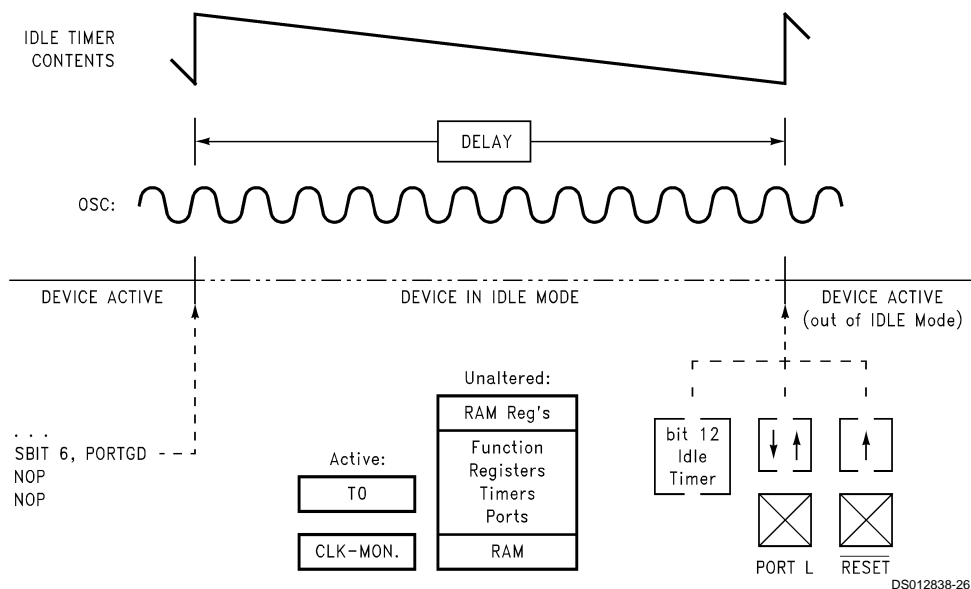 IDLE TIMER
CONTENTS
DELAY
OSC:
DEVICE ACTIVE
DEVICE IN IDLE MODE
DEVICE ACTIVE
(out of IDLE Mode)
. . .
SBIT 6, PORTGD
NOP
NOP
Active:
T0
CLK-MON.
Unaltered:
RAM Reg's
Function
Registers
Timers
Ports
RAM
bit 12
Idle
Timer
PORT L
RESET
DS012838-26